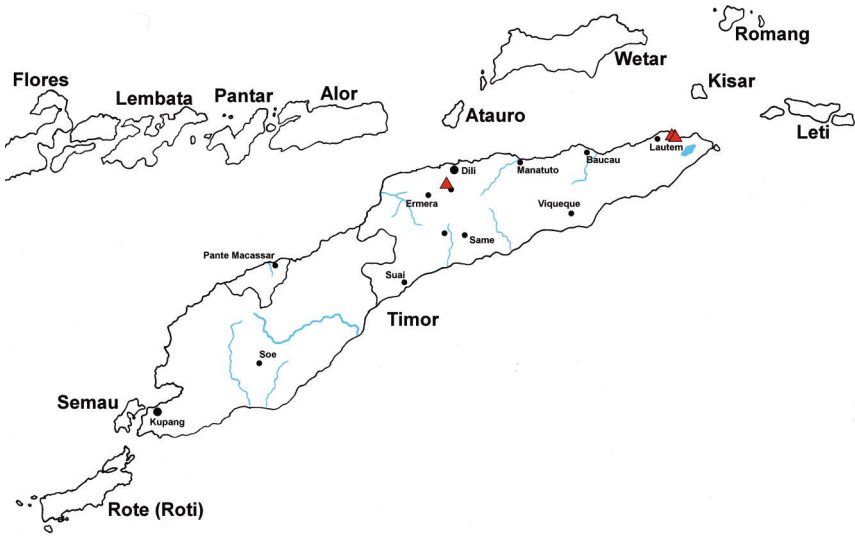 Romang
Wetar
Flores
Kisar
Lembata
Pantar
Alor
Atauro
Leti
Lautem
Baucau
Dili
Manatuto
Ermera
Viqueque
Same
Pante Macassar
Suai
Timor
Soe
Semau
Kupang
Rote (Roti)